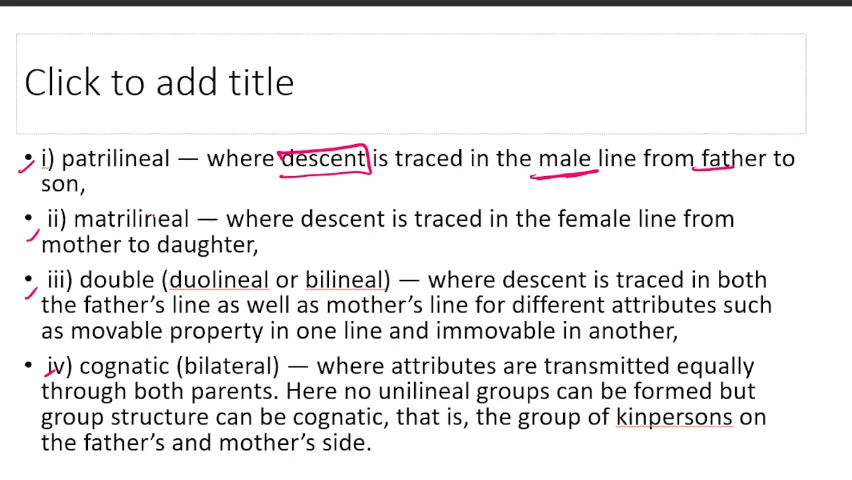 Click to add title
• i) patrilineal — where descent is traced in the male line from father to
son,
• ii) matrilineal — where descent is traced in the female line from
mother to daughter,
• iii) double (duolineal or bilineal) — where descent is traced in both
the father’s line as well as mother’s line for different attributes such
as movable property in one line and immovable in another,
• iv) cognatic (bilateral) — where attributes are transmitted equally
through both parents. Here no unilineal groups can be formed but
group structure can be cognatic, that is, the group of kinpersons on
the father’s and mother’s side.